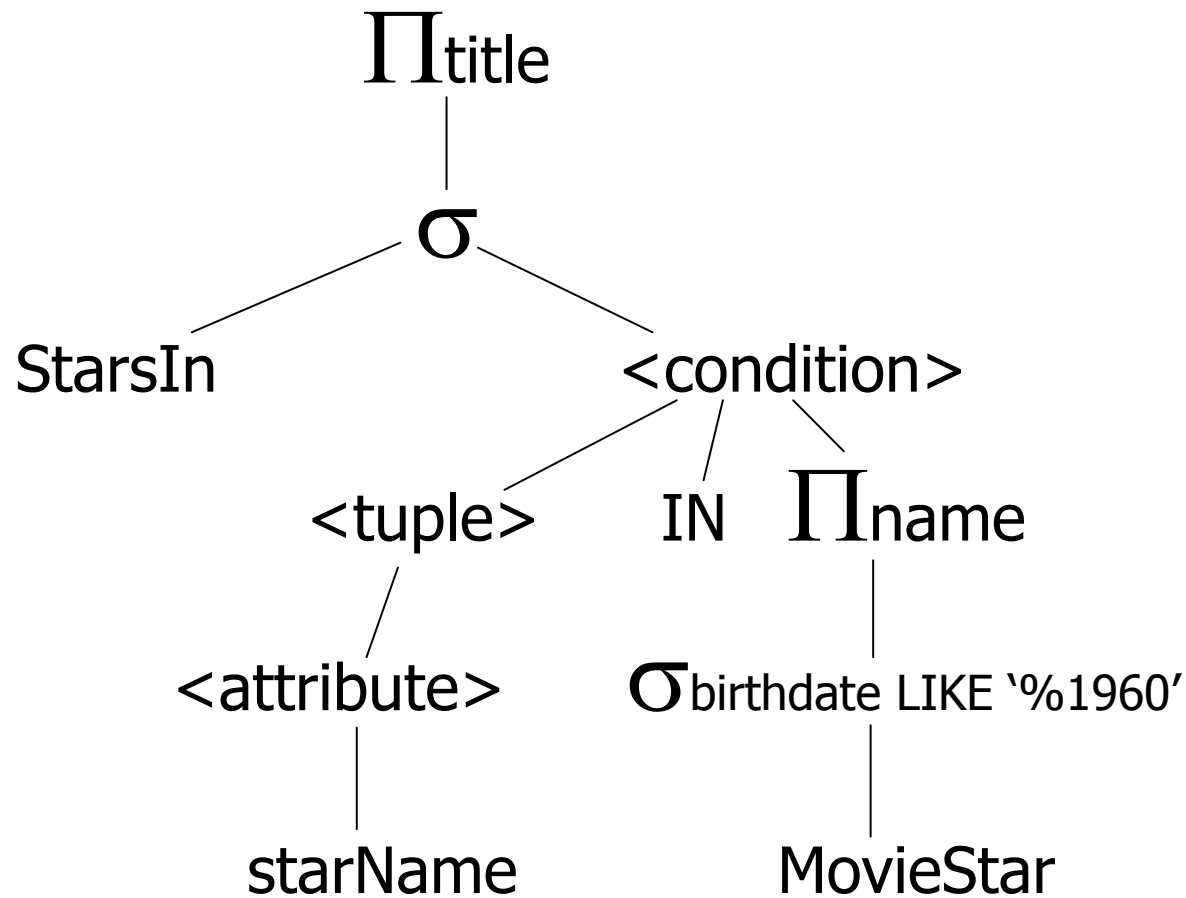 Πtitle
σ
StarsIn <condition>
<tuple> IN Πname
<attribute> σbirthdate LIKE ‘%1960’
starName MovieStar